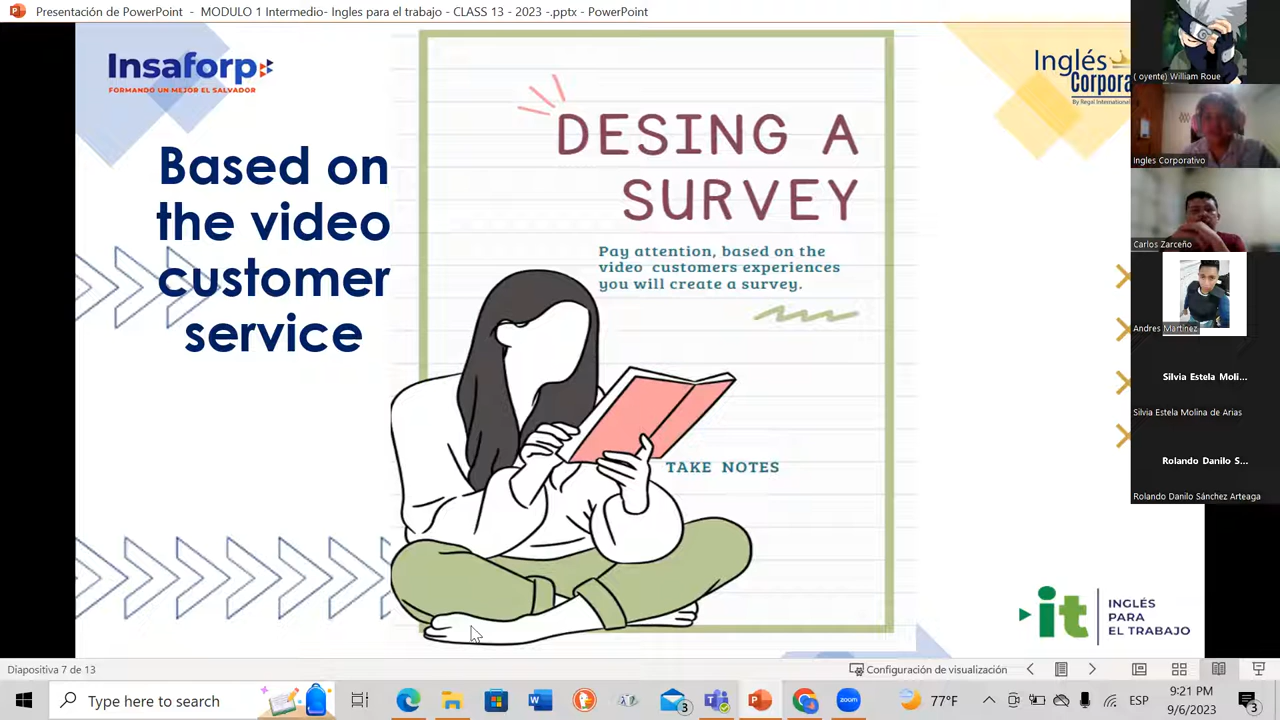 Presentación de PowerPoint - MODULO 1 Intermedio- Ingles para el trabajo - CLASS 13 - 2023 -.pptx - PowerPoint
Insaforp
FORMANDO UN MEJOR EL SALVADOR
Based on
the video
customer
service
DESING A
SURVEY
Pay attention, based on the
video customers experiences
you will create a survey.
TAKE NOTES
Inglés
Corpora
By Regal International
( oyente) William Roue
Ingles Corporativo
Carlos Zarceño
Andres Martinez
Silvia Estela Moli...
Silvia Estela Molina de Arias
Rolando Danilo S...
Rolando Danilo Sánchez Arteaga
it
INGLÉS
PARA
EL TRABAJO
Diapositiva 7 de 13
Configuración de visualización
Type here to search
3
zoom
77°F
ESP
9:21 PM
9/6/2023
3